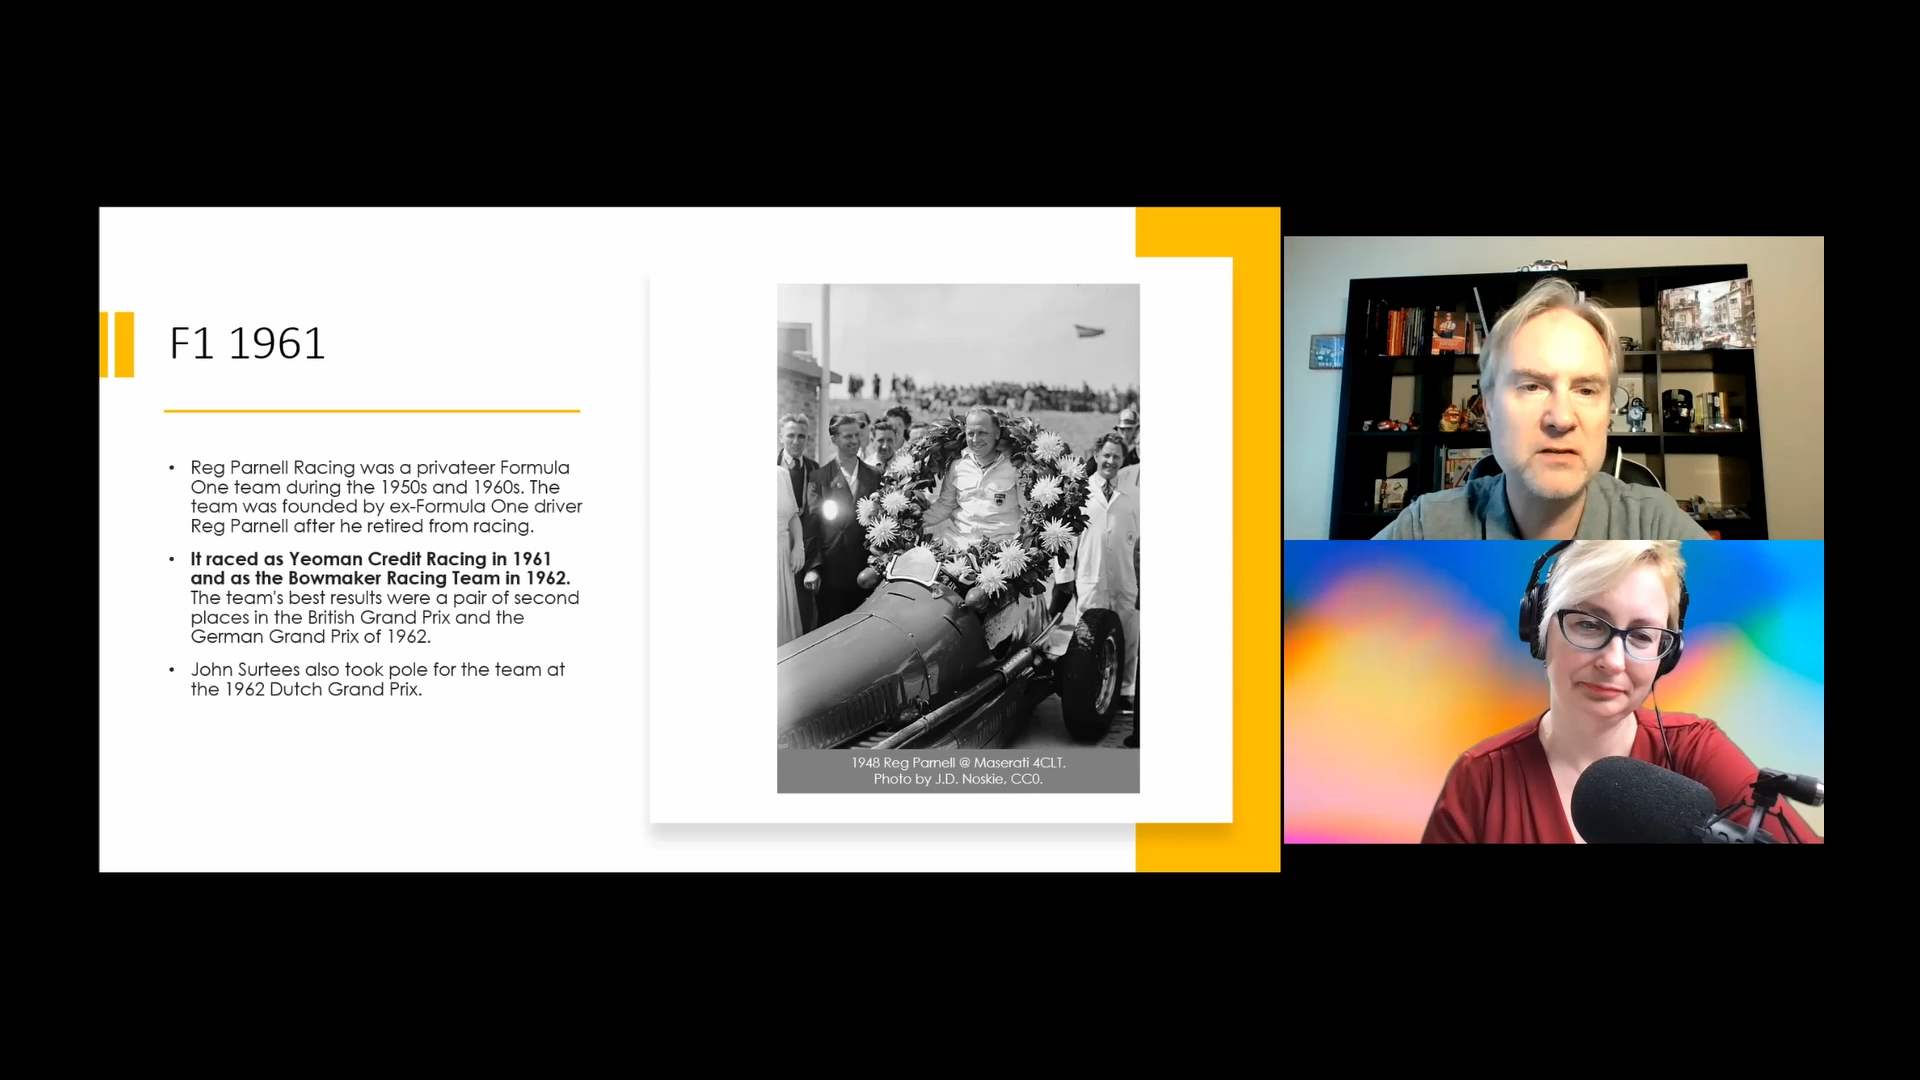 F1 1961
• Reg Parnell Racing was a privateer Formula
One team during the 1950s and 1960s. The
team was founded by ex-Formula One driver
Reg Parnell after he retired from racing.
• It raced as Yeoman Credit Racing in 1961
and as the Bowmaker Racing Team in 1962.
The team's best results were a pair of second
places in the British Grand Prix and the
German Grand Prix of 1962.
• John Surtees also took pole for the team at
the 1962 Dutch Grand Prix.
1948 Reg Parnell @ Maserati 4CLT.
Photo by J.D. Noskie, CC0.